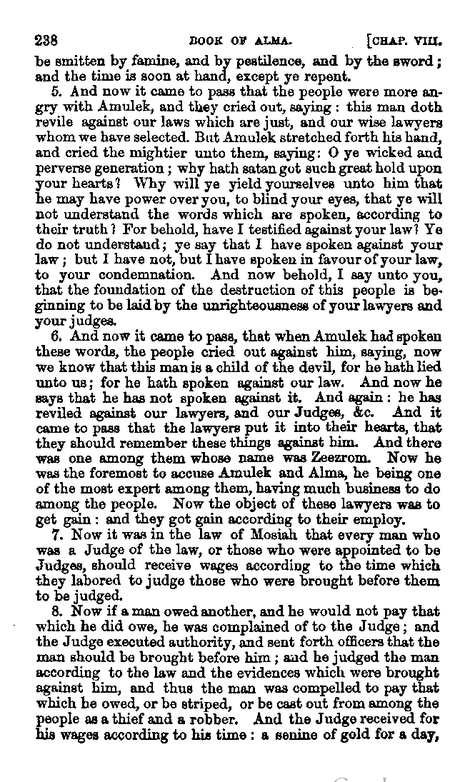 238 BOOK OF ALMA. [CHAP. VIII.
be smitten by famine, and by pestilence, and by the sword;
and the time is soon at hand, except ye repent.
5. And now it came to pass that the people were more an-
gry with Amulek, and they cried out, saying: this man doth
revile against our laws which are just, and our wise lawyers
whom we have selected. But Amulek stretched forth his hand,
and cried the mightier unto them, saying: O ye wicked and
perverse generation; why hath satan got such great hold upon
your hearts? Why will ye yield yourselves unto him that
he may have power over you, to blind your eyes, that ye will
not understand the words which are spoken, according to
their truth? For behold, have I testified against your law? Ye
do not understand; ye say that I have spoken against your
law; but I have not, but I have spoken in favour of your law,
to your condemnation. And now behold, I say unto you,
that the foundation of the destruction of this people is be-
ginning to be laid by the unrighteousness of your lawyers and
your judges.
6. And now it came to pass, that when Amulek had spoken
these words, the people cried out against him, saying, now
we know that this man is a child of the devil, for he hath lied
unto us; for he hath spoken against our law. And now he
says that he has not spoken against it. And again: he has
reviled against our lawyers, and our Judges, &c. And it
came to pass that the lawyers put it into their hearts, that
they should remember these things against him. And there
was one among them whose name was Zeezrom. Now he
was the foremost to accuse Amulek and Alma, he being one
of the most expert among them, having much business to do
among the people. Now the object of these lawyers was to
get gain: and they got gain according to their employ.
7. Now it was in the law of Mosiah that every man who
was a Judge of the law, or those who were appointed to be
Judges, should receive wages according to the time which
they labored to judge those who were brought before them
to be judged.
8. Now if a man owed another, and he would not pay that
which he did owe, he was complained of to the Judge; and
the Judge executed authority, and sent forth officers that the
man should be brought before him; and he judged the man
according to the law and the evidences which were brought
against him, and thus the man was compelled to pay that
which he owed, or be striped, or be cast out from among the
people as a thief and a robber. And the Judge received for
his wages according to his time: a senine of gold for a day,